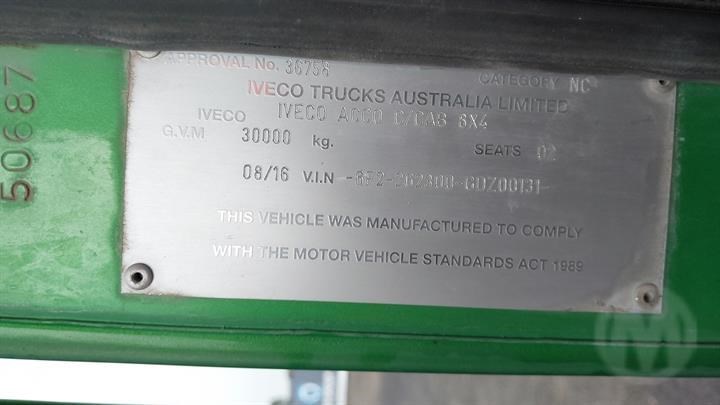 APPROVAL No. 36758 CATEGORY NC
IVECO TRUCKS AUSTRALIA LIMITED
IVECO IVECO ACCO C/CAB 6X4
G.V.M 30000 kg. SEATS 02
08/16 V.I.N
THIS VEHICLE WAS MANUFACTURED TO COMPLY
WITH THE MOTOR VEHICLE STANDARDS ACT 1989
50687
M